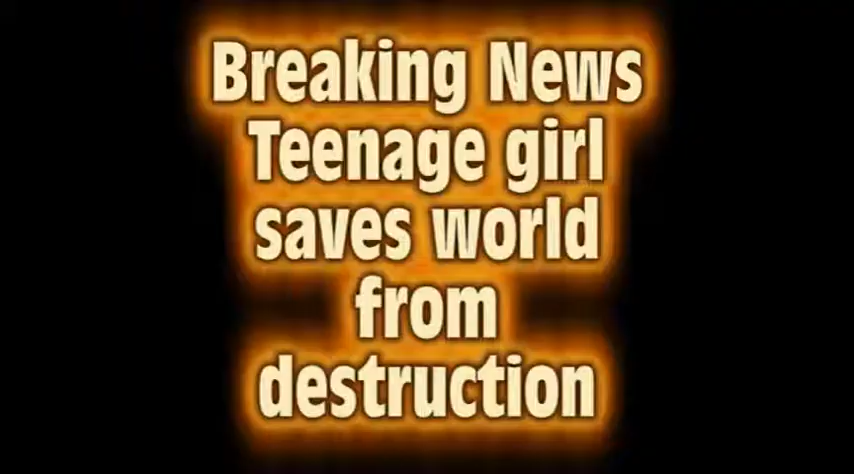 Breaking News
Teenage girl
saves world
from
destruction